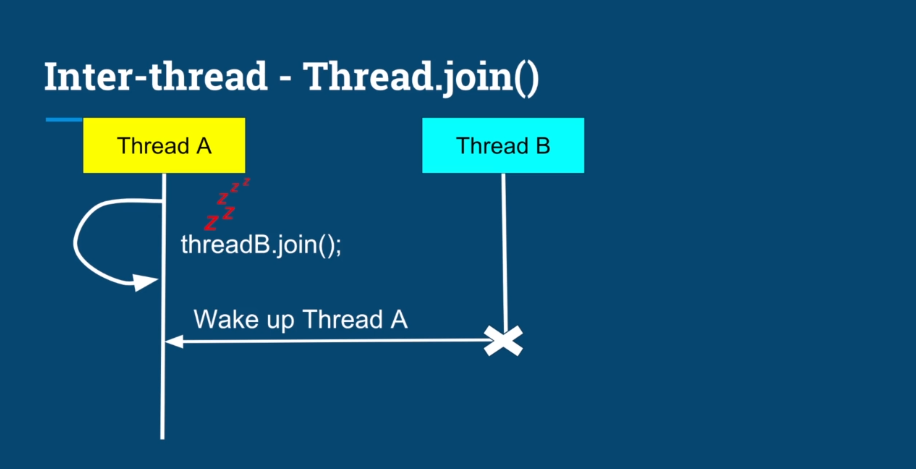 Inter-thread - Thread.join()
Thread A
Thread B
z z z z
threadB.join();
Wake up Thread A